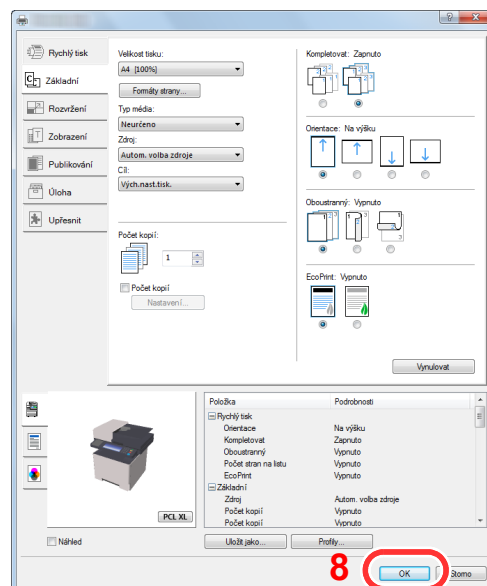 Rychlý tisk
Základní
Rozvržení
Zobrazení
Publikování
Úloha
Upřesnit
Velikost tisku:
A4 [100%]
Formáty strany...
Typ média:
Neurčeno
Zdroj:
Autom. volba zdroje
Cíl:
Vých.nast.tisk.
Počet kopií:
1
Počet kopií
Nastavení...
Kompletovat: Zapnuto
Orientace: Na výšku
Oboustranný: Vypnuto
EcoPrint: Vypnuto
Vynulovat
PCL XL
Náhled
Položka Podrobnosti
Rychlý tisk
Orientace Na výšku
Kompletovat Zapnuto
Oboustranný Vypnuto
Počet stran na listu Vypnuto
EcoPrint Vypnuto
Základní
Zdroj Autom. volba zdroje
Počet kopií Vypnuto
Počet kopií Vypnuto
Uložit jako... Profily...
8 OK Storno